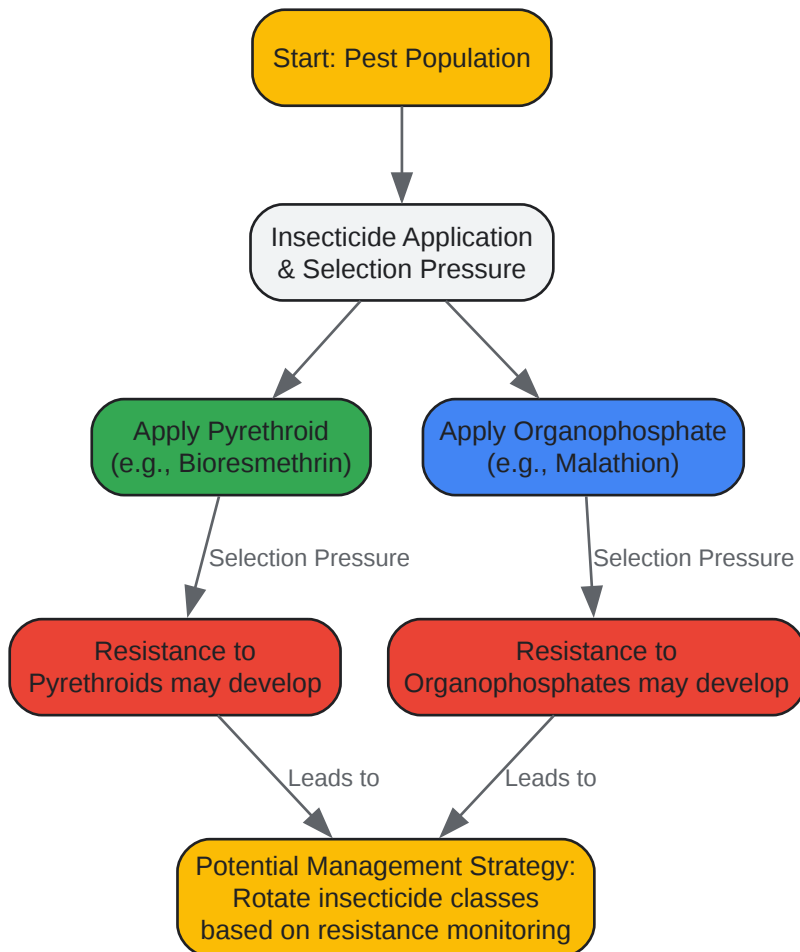 Start: Pest Population
Insecticide Application
& Selection Pressure
Apply Pyrethroid
(e.g., Bioresmethrin)
Apply Organophosphate
(e.g., Malathion)
Selection Pressure
Selection Pressure
Resistance to
Pyrethroids may develop
Resistance to
Organophosphates may develop
Leads to
Leads to
Potential Management Strategy:
Rotate insecticide classes
based on resistance monitoring